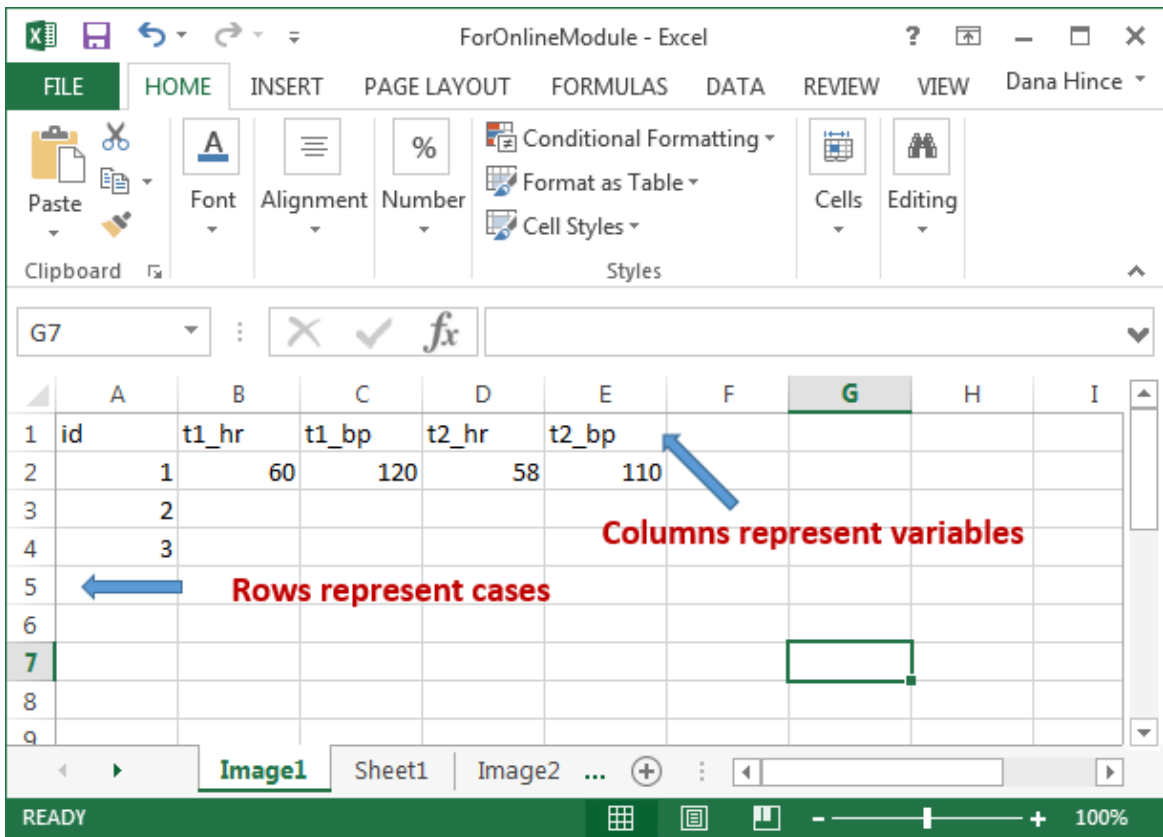 ForOnlineModule - Excel ?
FILE HOME INSERT PAGE LAYOUT FORMULAS DATA REVIEW VIEW Dana Hince
Paste
Clipboard
A
Font
Alignment
%
Number
Conditional Formatting
Format as Table
Cell Styles
Styles
Cells
Editing
G7 fx
A B C D E F G H I
1 id t1_hr t1_bp t2_hr t2_bp
2 1 60 120 58 110
3 2
Columns represent variables
4 3
5 Rows represent cases
6
7
8
9
Image1 Sheet1 Image2 ...
READY 100%